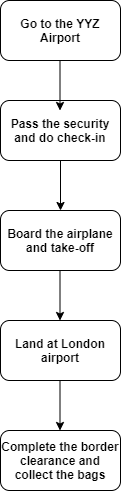 Go to the YYZ
Airport
Pass the security
and do check-in
Board the airplane
and take-off
Land at London
airport
Complete the border
clearance and
collect the bags